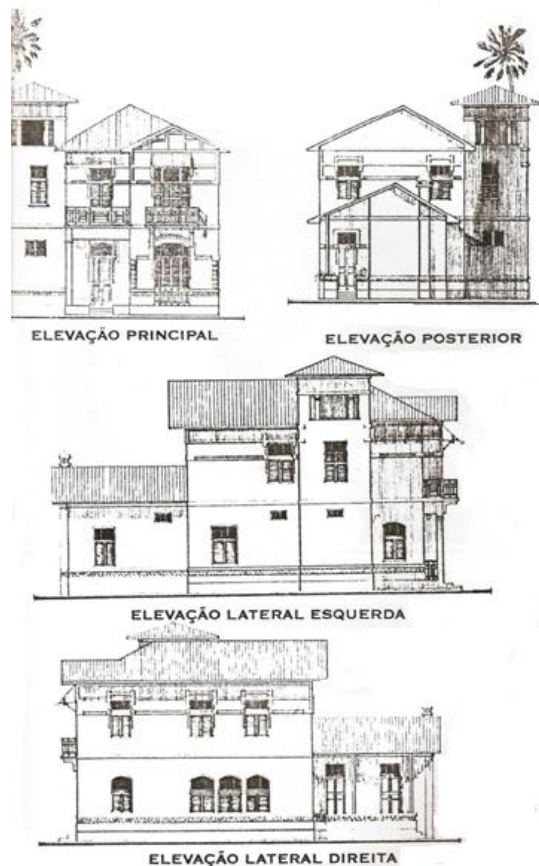 ELEVAÇÃO PRINCIPAL
ELEVAÇÃO POSTERIOR
ELEVAÇÃO LATERAL ESQUERDA
ELEVAÇÃO LATERAL DIREITA